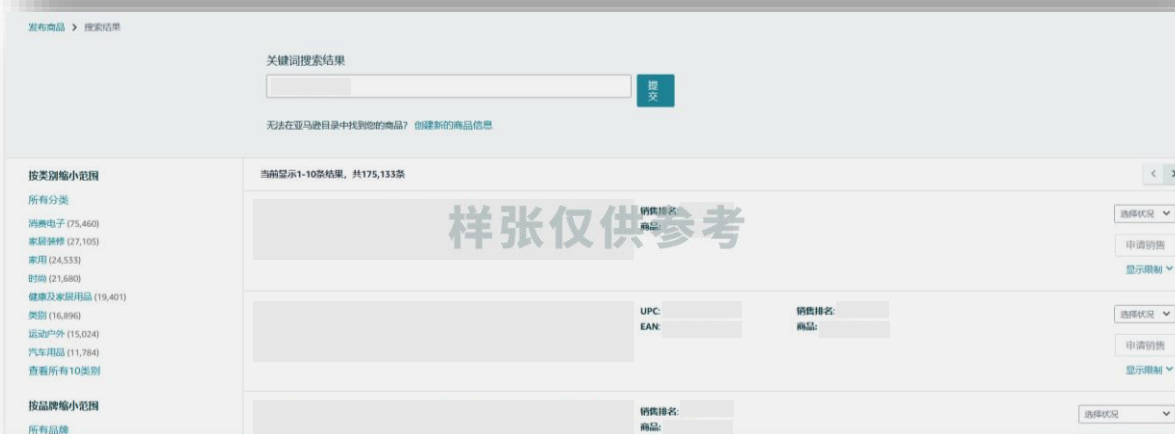 发布商品 > 搜索结果
关键词搜索结果
提交
无法在亚马逊目录中找到您的商品? 创建新的商品信息
按类别缩小范围
所有分类
消费电子 (75,460)
家居装修 (27,105)
家用 (24,533)
时尚 (21,680)
健康及家居用品 (19,401)
类别 (16,896)
运动户外 (15,024)
汽车用品 (11,784)
查看所有10类别
按品牌缩小范围
所有品牌
当前显示1-10条结果，共175,133条
样张仅供参考
销售排名:
商品:
选择状况
申请销售
显示限制
UPC:
EAN:
销售排名:
商品:
选择状况
申请销售
显示限制
销售排名:
商品:
选择状况